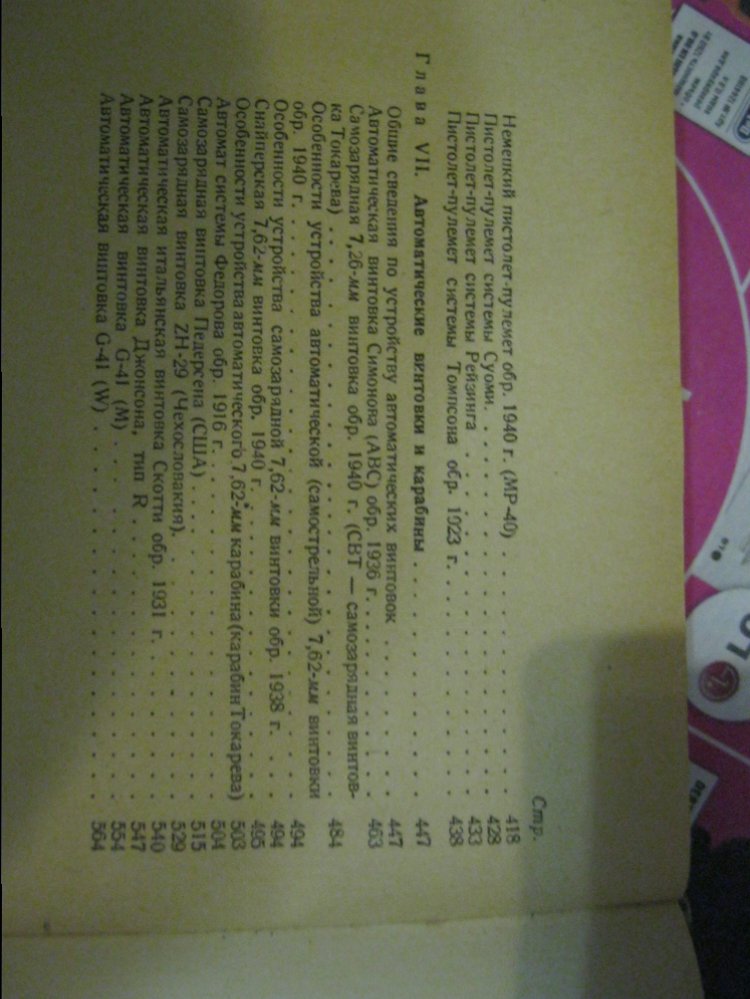 Стр.
Немецкий пистолет-пулемет обр. 1940 г. (МР-40) . . . . . . . . . . . 418
Пистолет-пулемет системы Суоми. . . . . . . . . . . . . . . . . . 428
Пистолет-пулемет системы Рейзинга . . . . . . . . . . . . . . . . . 433
Пистолет-пулемет системы Томпсона обр. 1923 г. . . . . . . . . . . . 438
Глава VII. Автоматические винтовки и карабины . . . . . . . . . . . 447
Общие сведения по устройству автоматических винтовок . . . . . . . . 447
Автоматическая винтовка Симонова (АВС) обр. 1936 г. . . . . . . . . . 463
Самозарядная 7,26-мм винтовка обр. 1940 г. (СВТ — самозарядная винтов-
ка Токарева) . . . . . . . . . . . . . . . . . . . . . . . . 484
Особенности устройства автоматической (самострельной) 7,62-мм винтовки
обр. 1940 г. . . . . . . . . . . . . . . . . . . . . . . . . 494
Особенности устройства самозарядной 7,62-мм винтовки обр. 1938 г. . . . 494
Снайперская 7,62-мм винтовка обр. 1940 г. . . . . . . . . . . . . . 495
Особенности устройства автоматического 7,62-мм карабина (карабин Токарева) 503
Автомат системы Федорова обр. 1916 г. . . . . . . . . . . . . . . . 504
Самозарядная винтовка Педерсена (США) . . . . . . . . . . . . . . . 515
Самозарядная винтовка ZH-29 (Чехословакия). . . . . . . . . . . . . 529
Автоматическая итальянская винтовка Скотти обр. 1931 г. . . . . . . . 540
Автоматическая винтовка Джонсона, тип R . . . . . . . . . . . . . . 547
Автоматическая винтовка G-41 (M) . . . . . . . . . . . . . . . . . 554
Автоматическая винтовка G-41 (W) . . . . . . . . . . . . . . . . . 564
LG